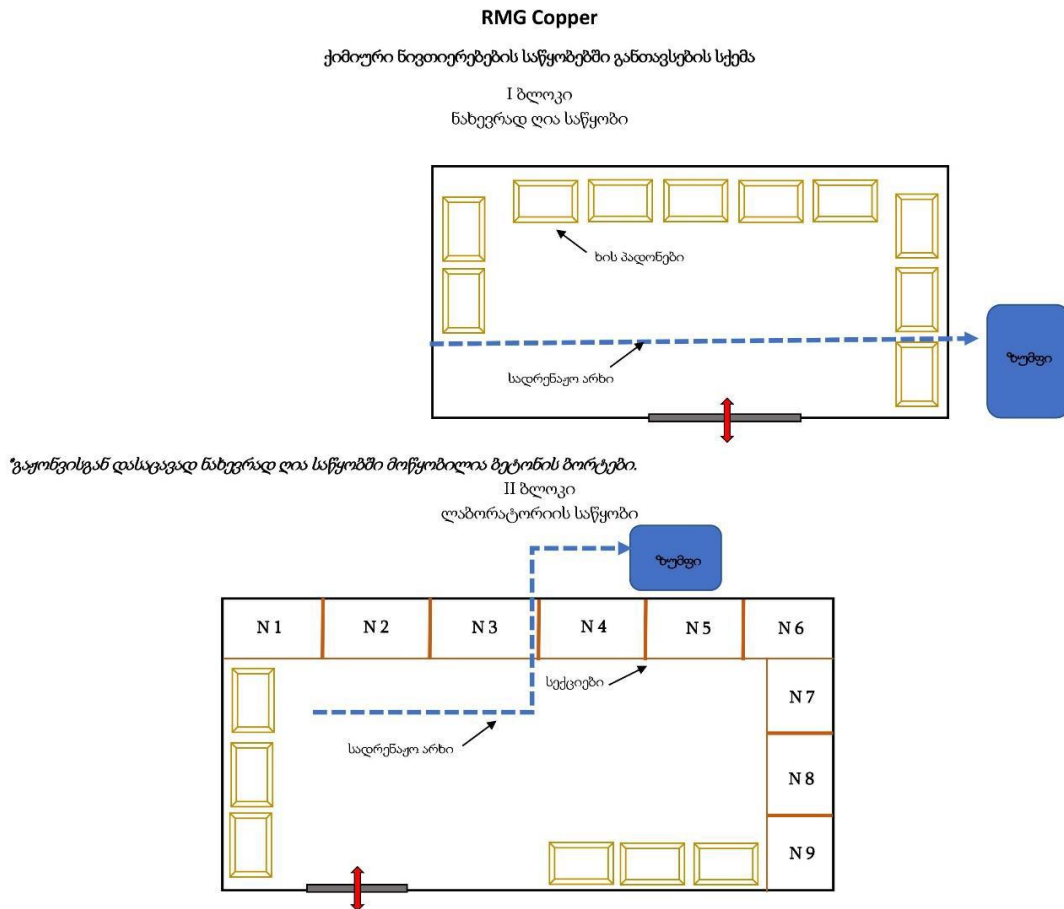 RMG Copper
ქიმიური ნივთიერებების საწყობებში განთავსების სქემა
I ბლოკი
ნახევრად ღია საწყობი
ხის პადონები
ზუმფი
სადრენაჟო არხი
*გაჟონვისგან დასაცავად ნახევრად ღია საწყობში მოწყობილია ბეტონის ბორტები.
II ბლოკი
ლაბორატორიის საწყობი
ზუმფი
N 1 N 2 N 3 N 4 N 5 N 6
სექციები
N 7
სადრენაჟო არხი
N 8
N 9